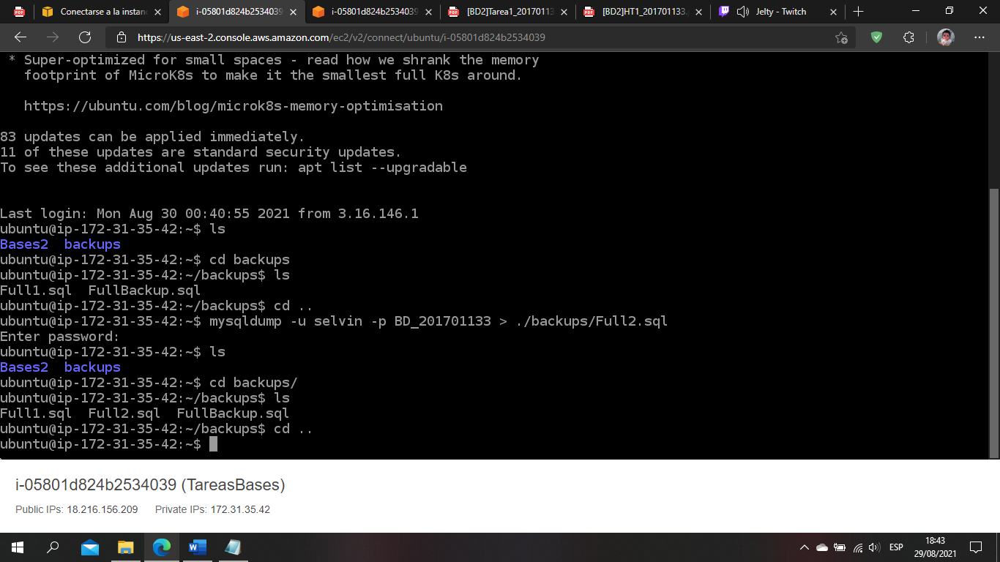 Conectarse a la instan
i-05801d824b2534039
i-05801d824b2534039
[BD2]Tarea1_20170113
[BD2]HT1_201701133.
Jelty - Twitch
https://us-east-2.console.aws.amazon.com/ec2/v2/connect/ubuntu/i-05801d824b2534039
* Super-optimized for small spaces - read how we shrank the memory
footprint of MicroK8s to make it the smallest full K8s around.
https://ubuntu.com/blog/microk8s-memory-optimisation
83 updates can be applied immediately.
11 of these updates are standard security updates.
To see these additional updates run: apt list --upgradable
Last login: Mon Aug 30 00:40:55 2021 from 3.16.146.1
ubuntu@ip-172-31-35-42:~$ ls
Bases2  backups
ubuntu@ip-172-31-35-42:~$ cd backups
ubuntu@ip-172-31-35-42:~/backups$ ls
Full1.sql  FullBackup.sql
ubuntu@ip-172-31-35-42:~/backups$ cd ..
ubuntu@ip-172-31-35-42:~$ mysqldump -u selvin -p BD_201701133 > ./backups/Full2.sql
Enter password:
ubuntu@ip-172-31-35-42:~$ ls
Bases2  backups
ubuntu@ip-172-31-35-42:~$ cd backups/
ubuntu@ip-172-31-35-42:~/backups$ ls
Full1.sql  Full2.sql  FullBackup.sql
ubuntu@ip-172-31-35-42:~/backups$ cd ..
ubuntu@ip-172-31-35-42:~$
i-05801d824b2534039 (TareasBases)
Public IPs: 18.216.156.209 Private IPs: 172.31.35.42
ESP
18:43
29/08/2021